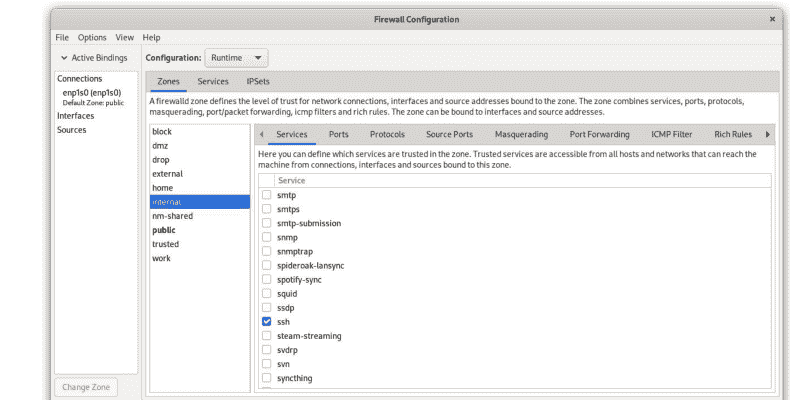 Firewall Configuration
File Options View Help
Active Bindings
Configuration: Runtime
Connections
enp1s0 (enp1s0)
Default Zone: public
Interfaces
Sources
Zones Services IPSets
A firewalld zone defines the level of trust for network connections, interfaces and source addresses bound to the zone. The zone combines services, ports, protocols,
masquerading, port/packet forwarding, icmp filters and rich rules. The zone can be bound to interfaces and source addresses.
block
dmz
drop
external
home
internal
nm-shared
public
trusted
work
Services Ports Protocols Source Ports Masquerading Port Forwarding ICMP Filter Rich Rules
Here you can define which services are trusted in the zone. Trusted services are accessible from all hosts and networks that can reach the
machine from connections, interfaces and sources bound to this zone.
Service
smtp
smtps
smtp-submission
snmp
snmptrap
spideroak-lansync
spotify-sync
squid
ssdp
ssh
steam-streaming
svdrp
svn
syncthing
Change Zone